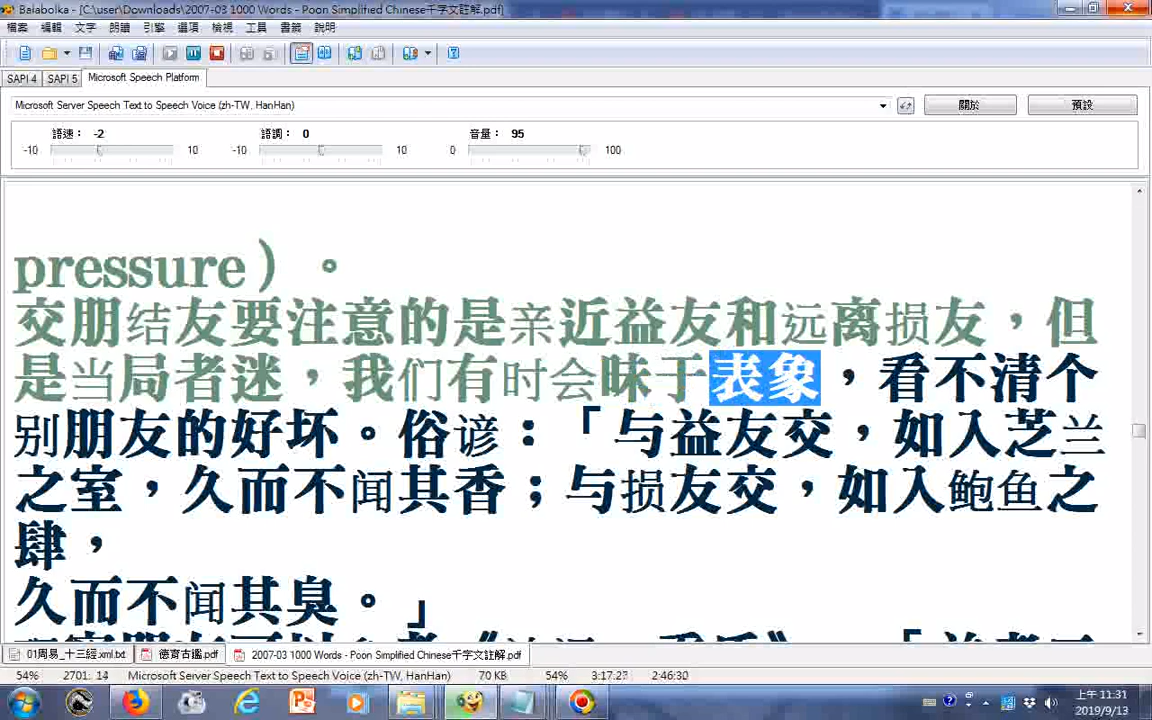 Balabolka - [C:\user\Downloads\2007-03 1000 Words - Poon Simplified Chinese千字文註解.pdf]
檔案 編輯 文字 朗讀 引擎 選項 檢視 工具 書籤 說明
SAPI 4 SAPI 5 Microsoft Speech Platform
Microsoft Server Speech Text to Speech Voice (zh-TW, HanHan) 關於 預設
語速： -2 語調： 0 音量： 95
-10 10 -10 10 0 100
pressure）。
交朋结友要注意的是亲近益友和远离损友，但
是当局者迷，我们有时会昧于表象，看不清个
别朋友的好坏。俗谚：「与益友交，如入芝兰
之室，久而不闻其香；与损友交，如入鲍鱼之
肆，
久而不闻其臭。」
01周易_十三經.xml.txt 德育古鑑.pdf 2007-03 1000 Words - Poon Simplified Chinese千字文註解.pdf
54% 2701: 14 Microsoft Server Speech Text to Speech Voice (zh-TW, HanHan) 70 KB 54% 3:17:23 2:46:30
上午 11:31
2019/9/13